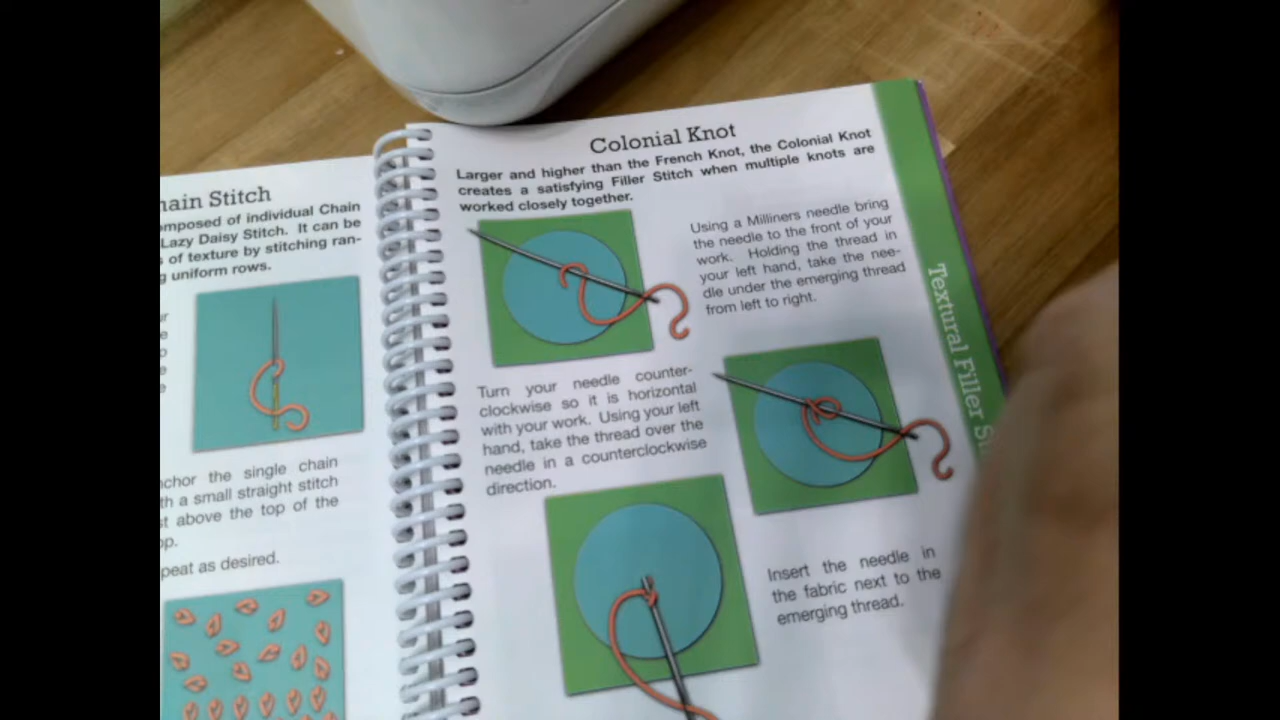 hain Stitch
mposed of individual Chain
Lazy Daisy Stitch. It can be
s of texture by stitching ran-
g uniform rows.
nchor the single chain
th a small straight stitch
st above the top of the
op.
peat as desired.
Colonial Knot
Larger and higher than the French Knot, the Colonial Knot
creates a satisfying Filler Stitch when multiple knots are
worked closely together.
Using a Milliners needle bring
the needle to the front of your
work. Holding the thread in
your left hand, take the nee-
dle under the emerging thread
from left to right.
Turn your needle counter-
clockwise so it is horizontal
with your work. Using your left
hand, take the thread over the
needle in a counterclockwise
direction.
Insert the needle in
the fabric next to the
emerging thread.
Textural Filler S